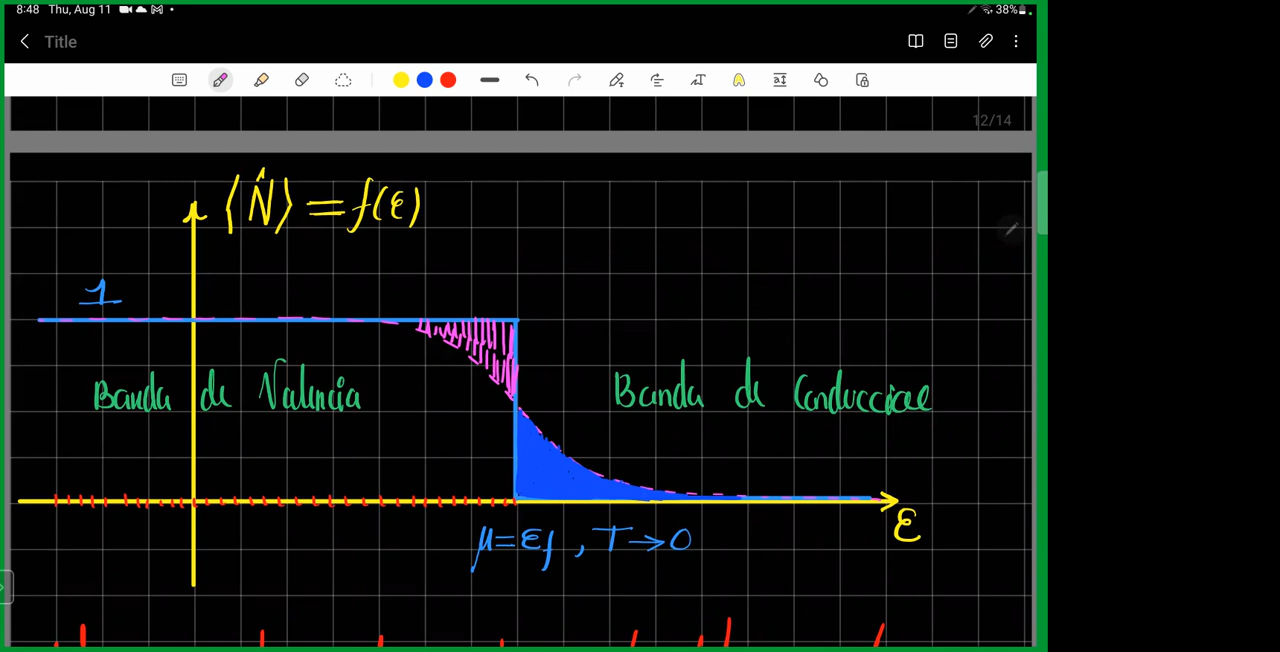 8:48 Thu, Aug 11
38%
Title
12/14
⟨N̂⟩ = f(ε)
1
Banda de Valencia
Banda de Conduccion
ε
μ = εf , T → 0